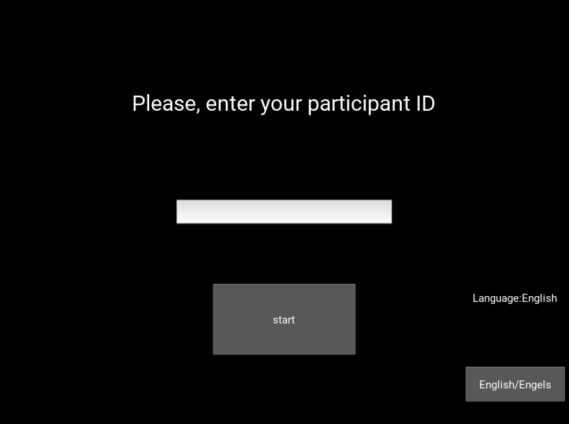 Please, enter your participant ID
start
Language:English
English/Engels